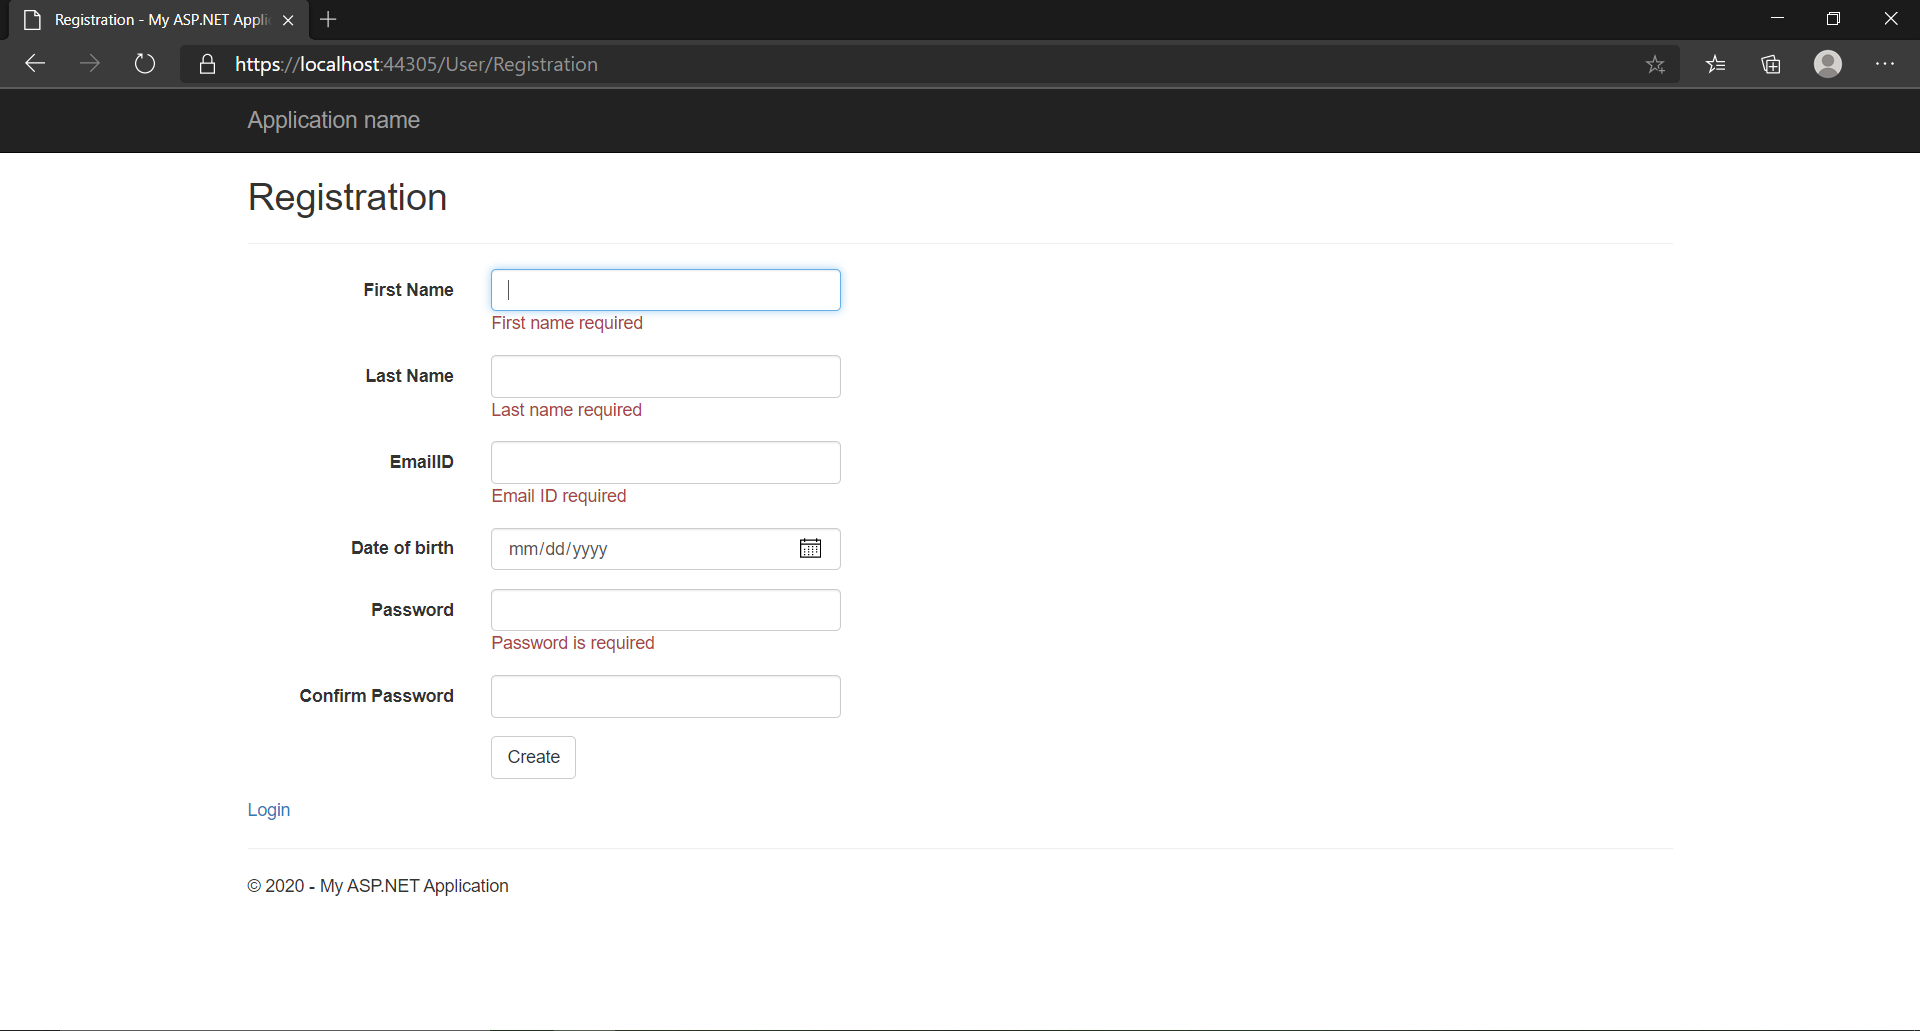 Registration - My ASP.NET Appli
https://localhost:44305/User/Registration
Application name
Registration
First Name
First name required
Last Name
Last name required
EmailID
Email ID required
Date of birth
mm/dd/yyyy
Password
Password is required
Confirm Password
Create
Login
© 2020 - My ASP.NET Application